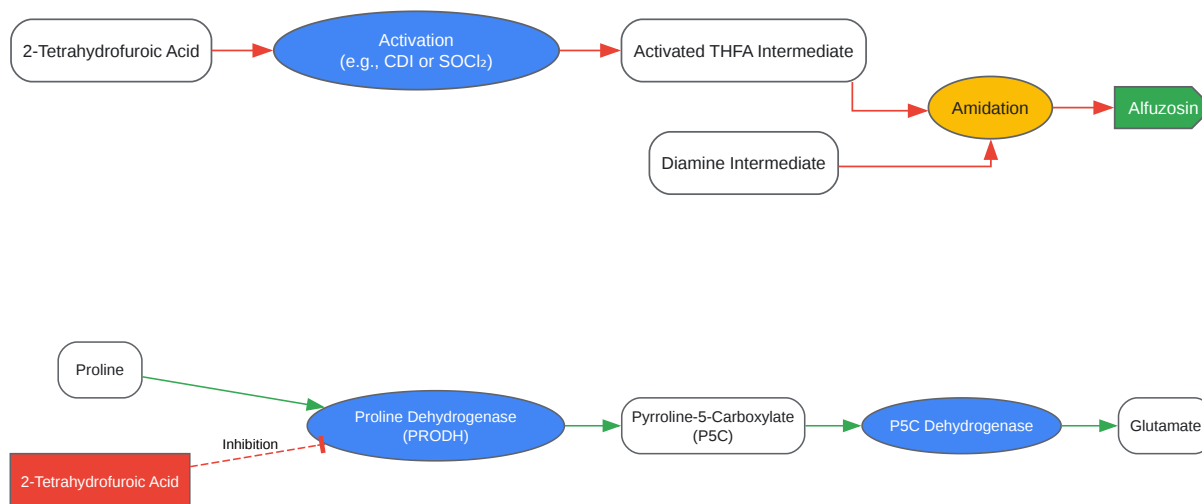 2-Tetrahydrofuroic Acid
Activation
(e.g., CDI or SOCl₂)
Activated THFA Intermediate
Amidation
Alfuzosin
Diamine Intermediate
Proline
Proline Dehydrogenase
(PRODH)
Pyrroline-5-Carboxylate
(P5C)
P5C Dehydrogenase
Glutamate
Inhibition
2-Tetrahydrofuroic Acid